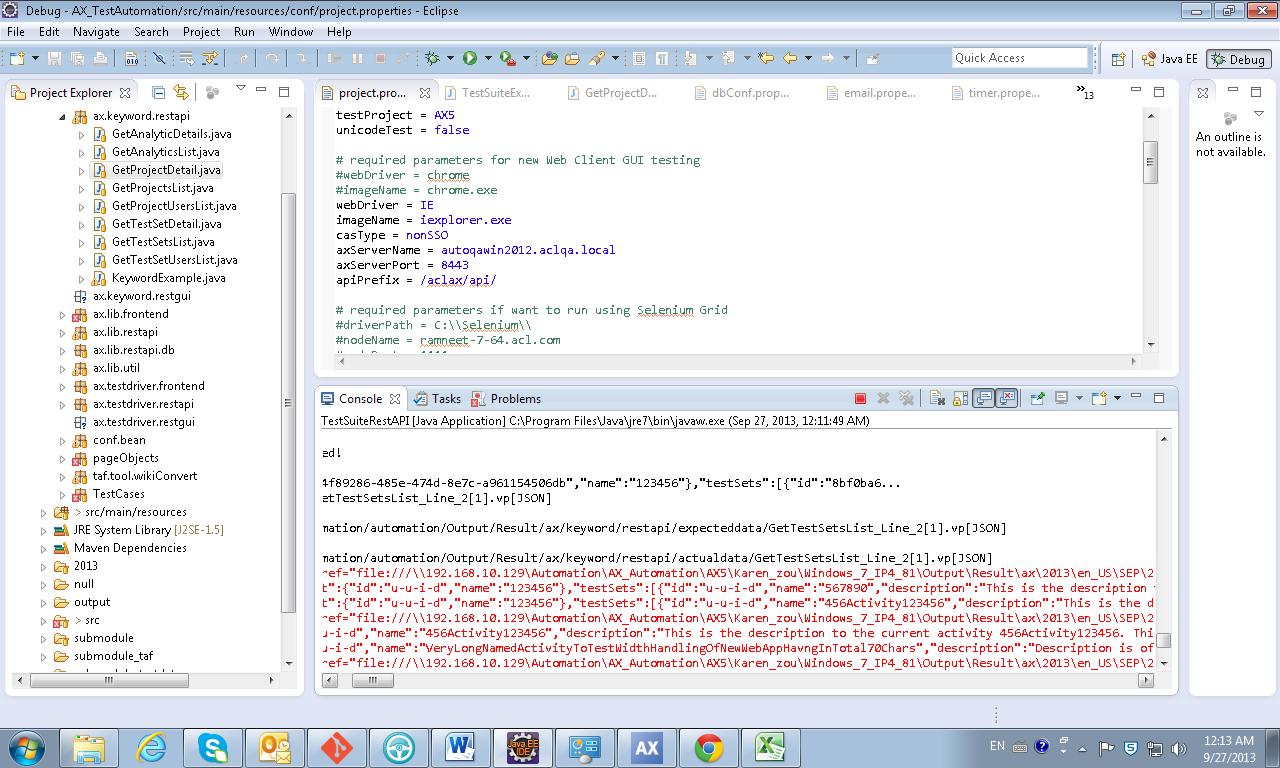 Debug - AX_TestAutomation/src/main/resources/conf/project.properties - Eclipse
File Edit Navigate Search Project Run Window Help
Quick Access
Java EE
Debug
Project Explorer
ax.keyword.restapi
GetAnalyticDetails.java
GetAnalyticsList.java
GetProjectDetail.java
GetProjectsList.java
GetProjectUsersList.java
GetTestSetDetail.java
GetTestSetsList.java
GetTestSetUsersList.java
KeywordExample.java
ax.keyword.restgui
ax.lib.frontend
ax.lib.restapi
ax.lib.restapi.db
ax.lib.util
ax.testdriver.frontend
ax.testdriver.restapi
ax.testdriver.restgui
conf.bean
pageObjects
taf.tool.wikiConvert
TestCases
> src/main/resources
JRE System Library [J2SE-1.5]
Maven Dependencies
2013
null
output
> src
submodule
submodule_taf
project.pro...
TestSuiteEx...
GetProjectD...
dbConf.prop...
email.prope...
timer.prope...
»13
testProject = AX5
unicodeTest = false
# required parameters for new Web Client GUI testing
#webDriver = chrome
#imageName = chrome.exe
webDriver = IE
imageName = iexplorer.exe
casType = nonSSO
axServerName = autoqawin2012.aclqa.local
axServerPort = 8443
apiPrefix = /aclax/api/
# required parameters if want to run using Selenium Grid
#driverPath = C:\\Selenium\\
#nodeName = ramneet-7-64.acl.com
An outline is
not available.
Console
Tasks
Problems
TestSuiteRestAPI [Java Application] C:\Program Files\Java\jre7\bin\javaw.exe (Sep 27, 2013, 12:11:49 AM)
ed!
4f89286-485e-474d-8e7c-a961154506db","name":"123456"},"testSets":[{"id":"8bf0ba6...
etTestSetsList_Line_2[1].vp[JSON]
mation/automation/Output/Result/ax/keyword/restapi/expecteddata/GetTestSetsList_Line_2[1].vp[JSON]
mation/automation/Output/Result/ax/keyword/restapi/actualdata/GetTestSetsList_Line_2[1].vp[JSON]
ref="file:///\\192.168.10.129\Automation\AX_Automation\AX5\Karen_zou\Windows_7_IP4_81\Output\Result\ax\2013\en_US\SEP\2
t":{"id":"u-u-i-d","name":"123456"},"testSets":[{"id":"u-u-i-d","name":"567890","description":"This is the description
t":{"id":"u-u-i-d","name":"123456"},"testSets":[{"id":"u-u-i-d","name":"456Activity123456","description":"This is the d
ref="file:///\\192.168.10.129\Automation\AX_Automation\AX5\Karen_zou\Windows_7_IP4_81\Output\Result\ax\2013\en_US\SEP\2
u-i-d","name":"456Activity123456","description":"This is the description to the current activity 456Activity123456. Thi
u-i-d","name":"VeryLongNamedActivityToTestWidthHandlingOfNewWebAppHavngInTotal70Chars","description":"Description is of
ref="file:///\\192.168.10.129\Automation\AX_Automation\AX5\Karen_zou\Windows_7_IP4_81\Output\Result\ax\2013\en_US\SEP\2
Java EE
IDE
AX
EN
12:13 AM
9/27/2013